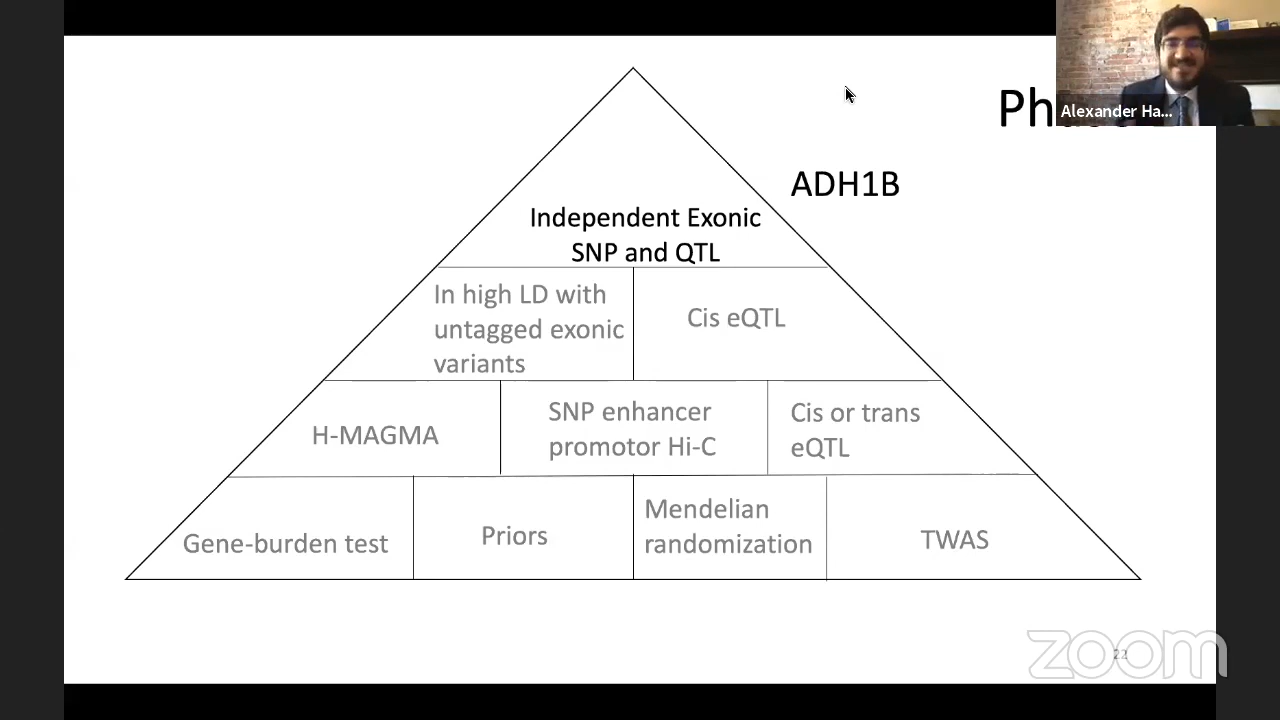 Alexander Ha...
ADH1B
Independent Exonic
SNP and QTL
In high LD with
untagged exonic
variants
Cis eQTL
H-MAGMA
SNP enhancer
promotor Hi-C
Cis or trans
eQTL
Gene-burden test
Priors
Mendelian
randomization
TWAS
22
zoom